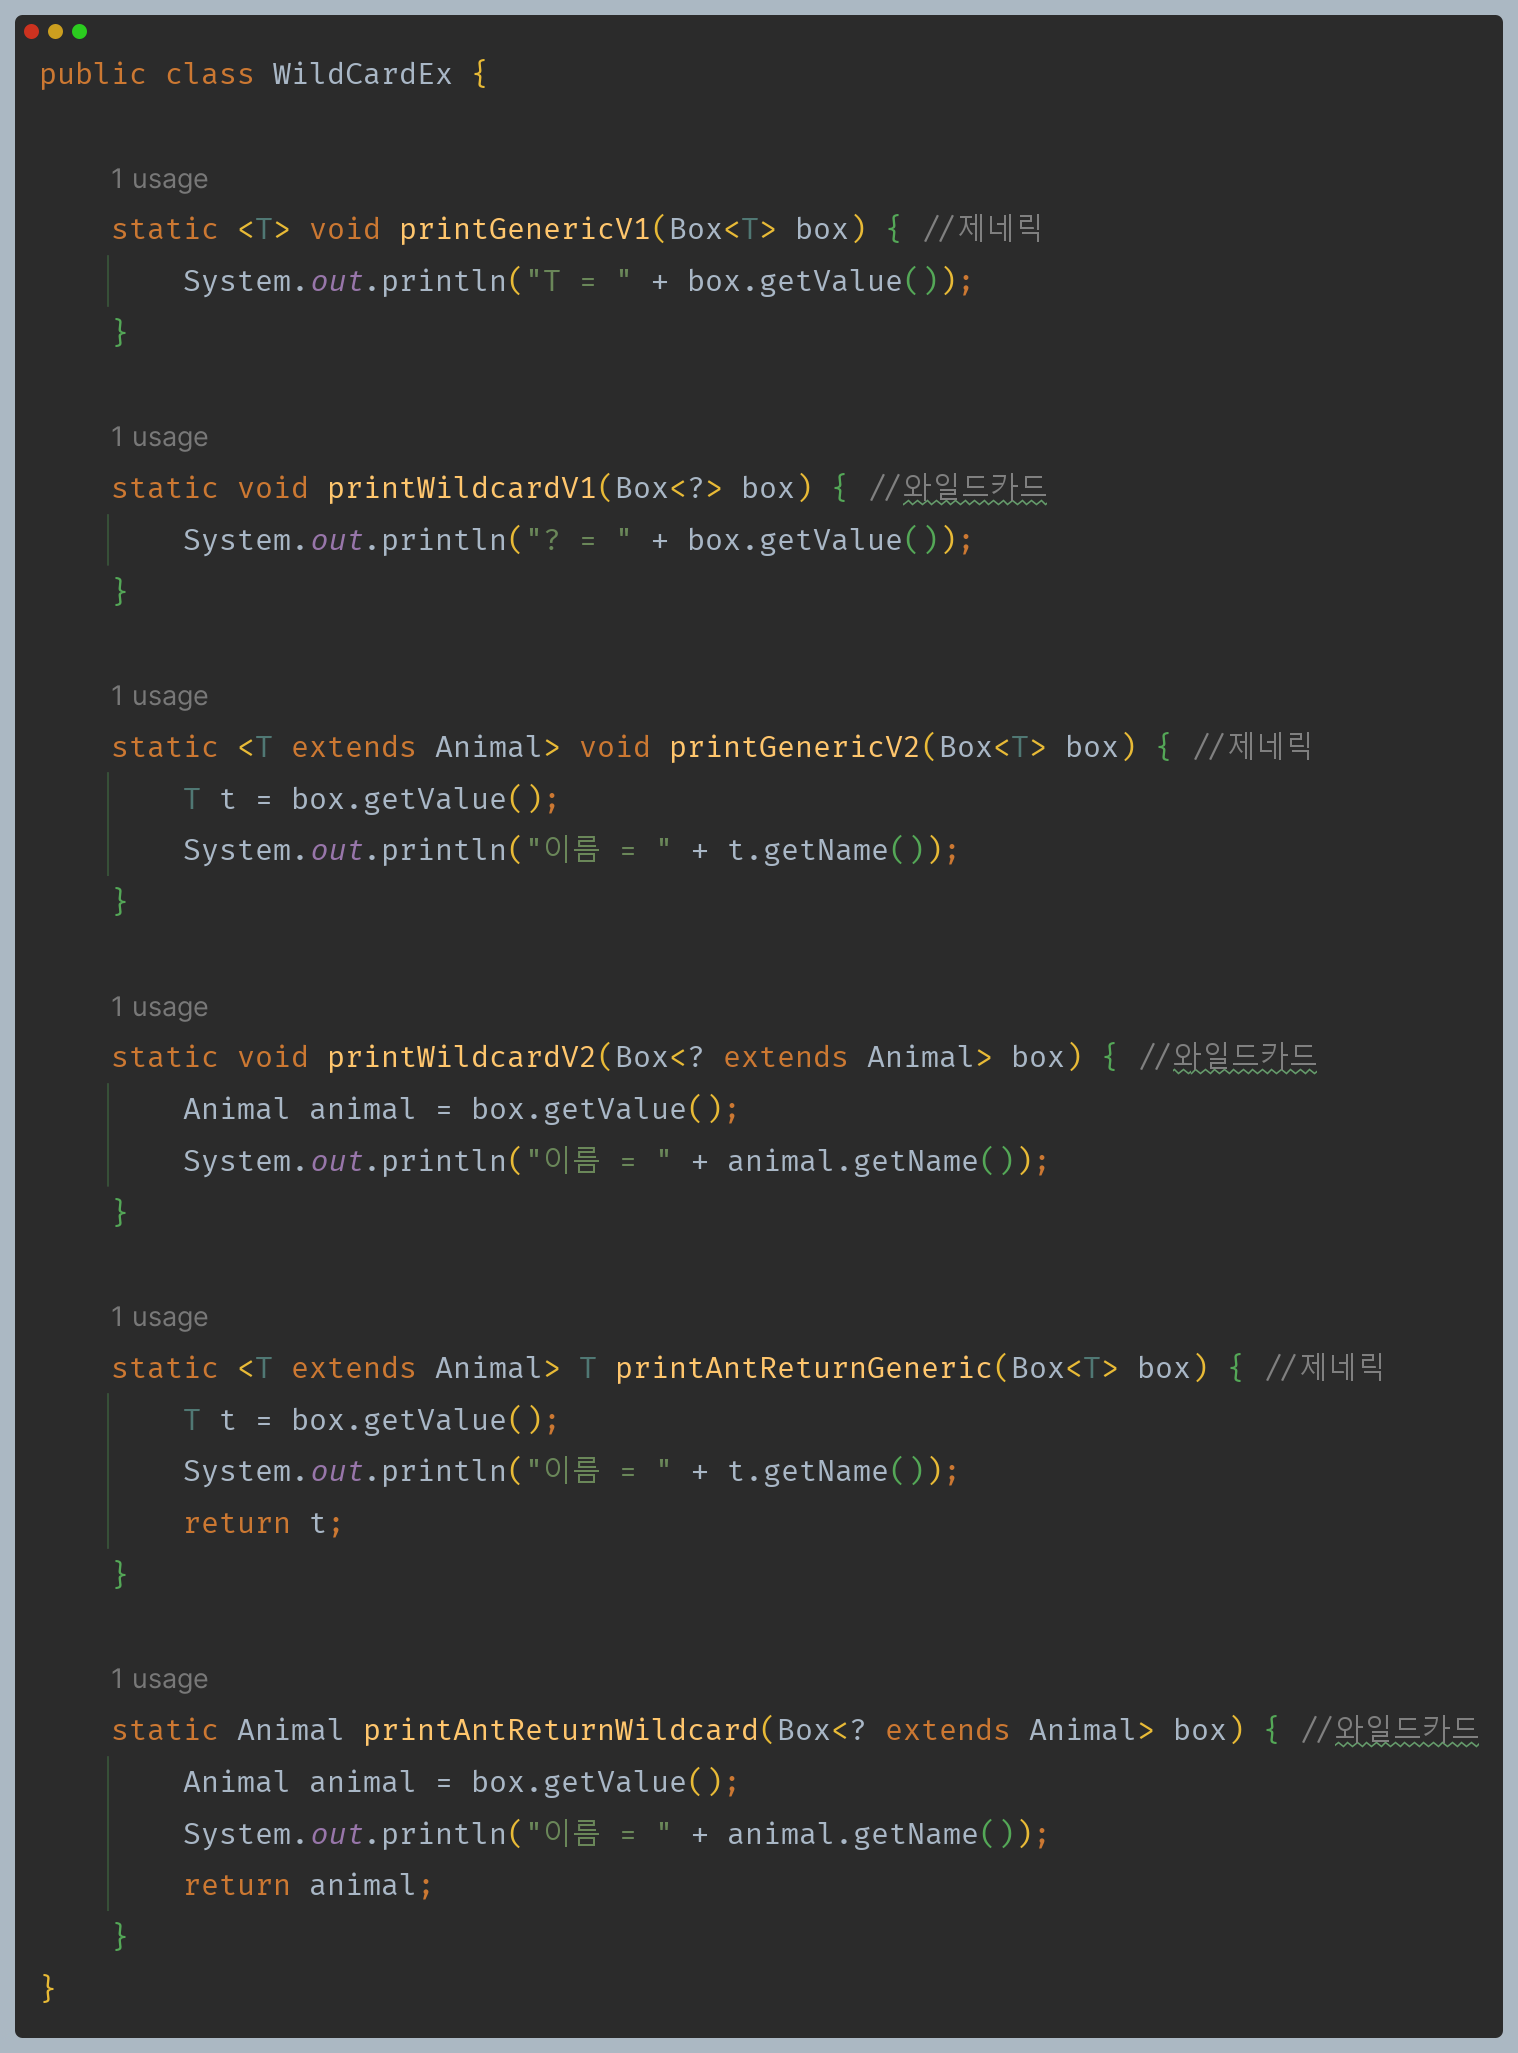 public class WildCardEx {
1 usage
static <T> void printGenericV1(Box<T> box) { //제네릭
System.out.println("T = " + box.getValue());
}
1 usage
static void printWildcardV1(Box<?> box) { //와일드카드
System.out.println("? = " + box.getValue());
}
1 usage
static <T extends Animal> void printGenericV2(Box<T> box) { //제네릭
T t = box.getValue();
System.out.println("이름 = " + t.getName());
}
1 usage
static void printWildcardV2(Box<? extends Animal> box) { //와일드카드
Animal animal = box.getValue();
System.out.println("이름 = " + animal.getName());
}
1 usage
static <T extends Animal> T printAntReturnGeneric(Box<T> box) { //제네릭
T t = box.getValue();
System.out.println("이름 = " + t.getName());
return t;
}
1 usage
static Animal printAntReturnWildcard(Box<? extends Animal> box) { //와일드카드
Animal animal = box.getValue();
System.out.println("이름 = " + animal.getName());
return animal;
}
}